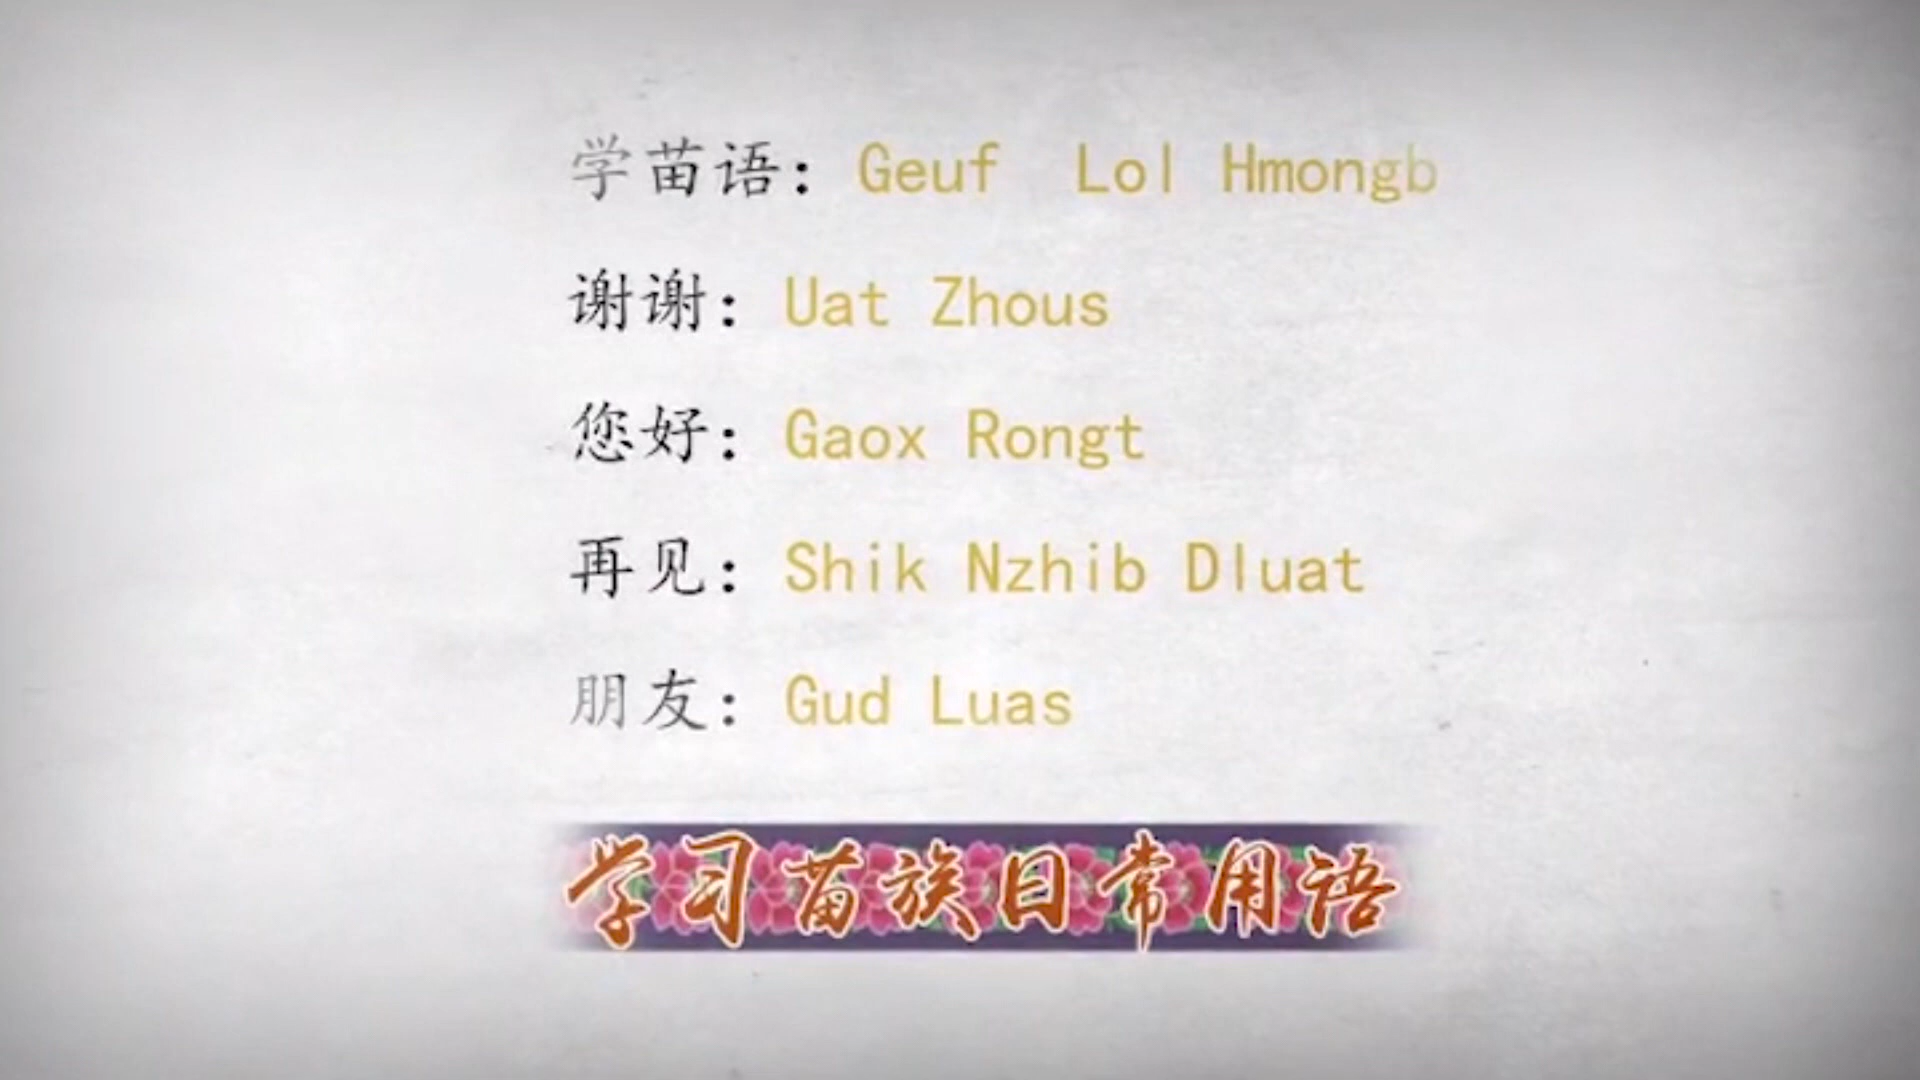 学苗语：Geuf Lol Hmongb
谢谢：Uat Zhous
您好：Gaox Rongt
再见：Shik Nzhib Dluat
朋友：Gud Luas
学习苗族日常用语